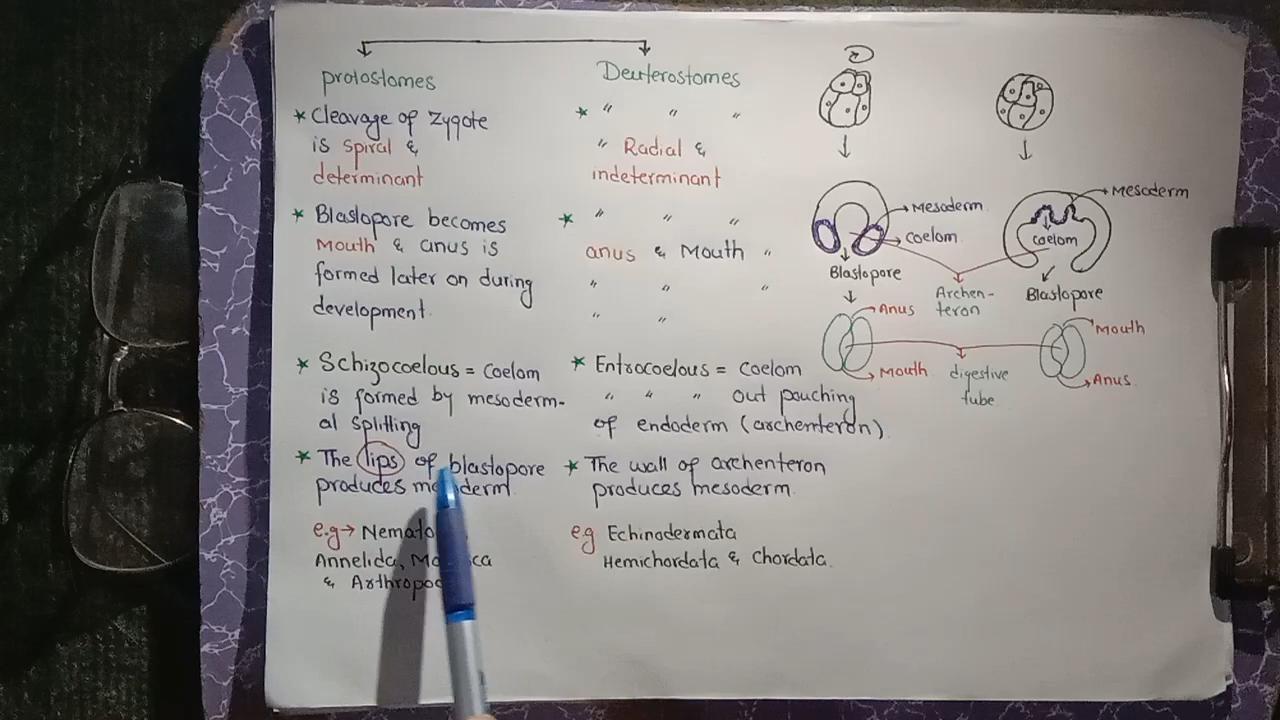 protostomes
* Cleavage of Zygote
is spiral &
determinant
* Blastopore becomes
Mouth & anus is
formed later on during
development.
* Schizocoelous = coelom
is formed by mesoderm-
al splitting
* The lips of blastopore
produces mesoderm
e.g → 
Annelida,
&
Deuterostomes
* " " "
" Radial &
indeterminant
* " " "
anus & Mouth "
" " "
" "
* Entrocoelous = coelom
" " " out pouching
of endoderm (archenteron).
* The wall of archenteron
produces mesoderm.
eg Echinodermata
Hemichordata & Chordata.
Mesoderm
coelom
Blastopore
Anus
Mouth
Archen-
teron
digestive
tube
Mesoderm
coelom
Blastopore
Mouth
Anus